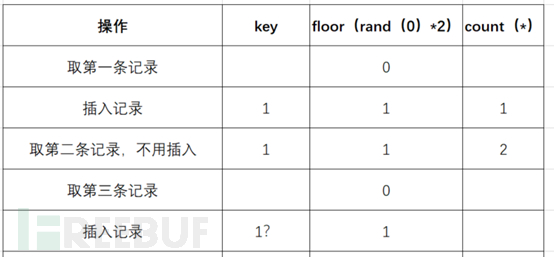 操作 key floor（rand（0）*2） count（*）
取第一条记录 0
插入记录 1 1 1
取第二条记录，不用插入 1 1 2
取第三条记录 0
插入记录 1？ 1
FREEBUF